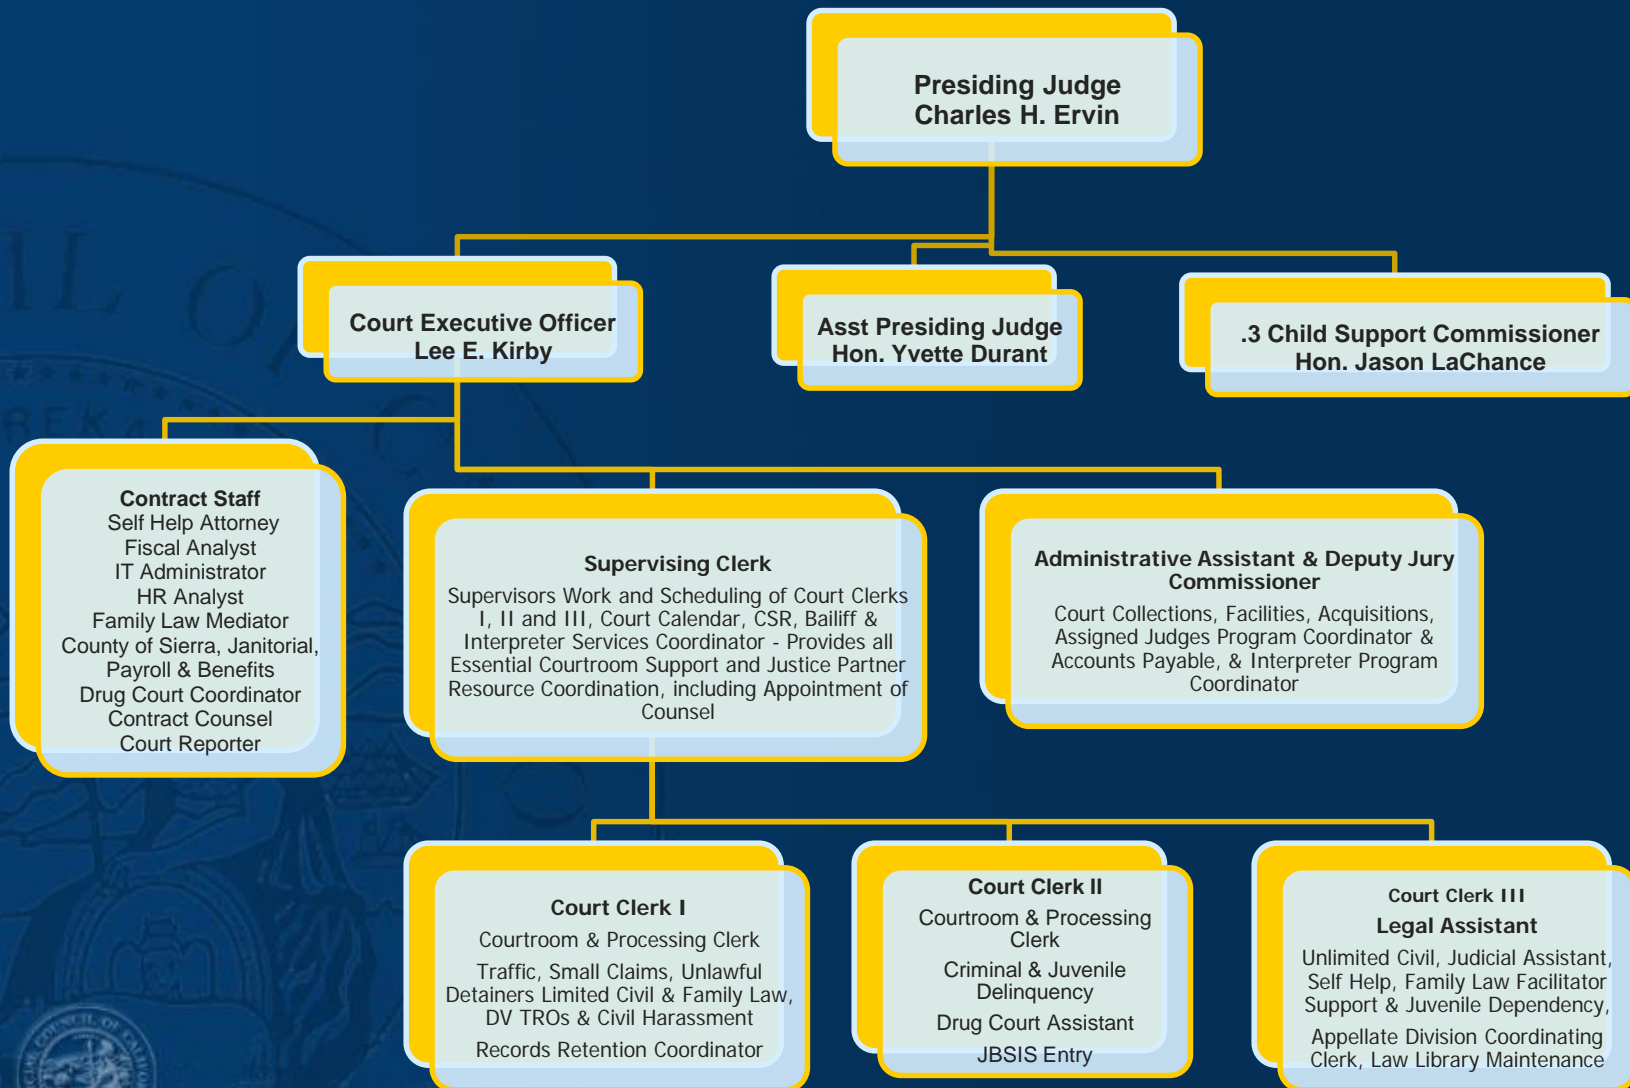 Presiding Judge
Charles H. Ervin
Court Executive Officer
Lee E. Kirby
Asst Presiding Judge
Hon. Yvette Durant
.3 Child Support Commissioner
Hon. Jason LaChance
Contract Staff
Self Help Attorney
Fiscal Analyst
IT Administrator
HR Analyst
Family Law Mediator
County of Sierra, Janitorial,
Payroll & Benefits
Drug Court Coordinator
Contract Counsel
Court Reporter
Supervising Clerk
Supervisors Work and Scheduling of Court Clerks
I, II and III, Court Calendar, CSR, Bailiff &
Interpreter Services Coordinator - Provides all
Essential Courtroom Support and Justice Partner
Resource Coordination, including Appointment of
Counsel
Administrative Assistant & Deputy Jury
Commissioner
Court Collections, Facilities, Acquisitions,
Assigned Judges Program Coordinator &
Accounts Payable, & Interpreter Program
Coordinator
Court Clerk I
Courtroom & Processing Clerk
Traffic, Small Claims, Unlawful
Detainers Limited Civil & Family Law,
DV TROs & Civil Harassment
Records Retention Coordinator
Court Clerk II
Courtroom & Processing
Clerk
Criminal & Juvenile
Delinquency
Drug Court Assistant
JBSIS Entry
Court Clerk III
Legal Assistant
Unlimited Civil, Judicial Assistant,
Self Help, Family Law Facilitator
Support & Juvenile Dependency,
Appellate Division Coordinating
Clerk, Law Library Maintenance